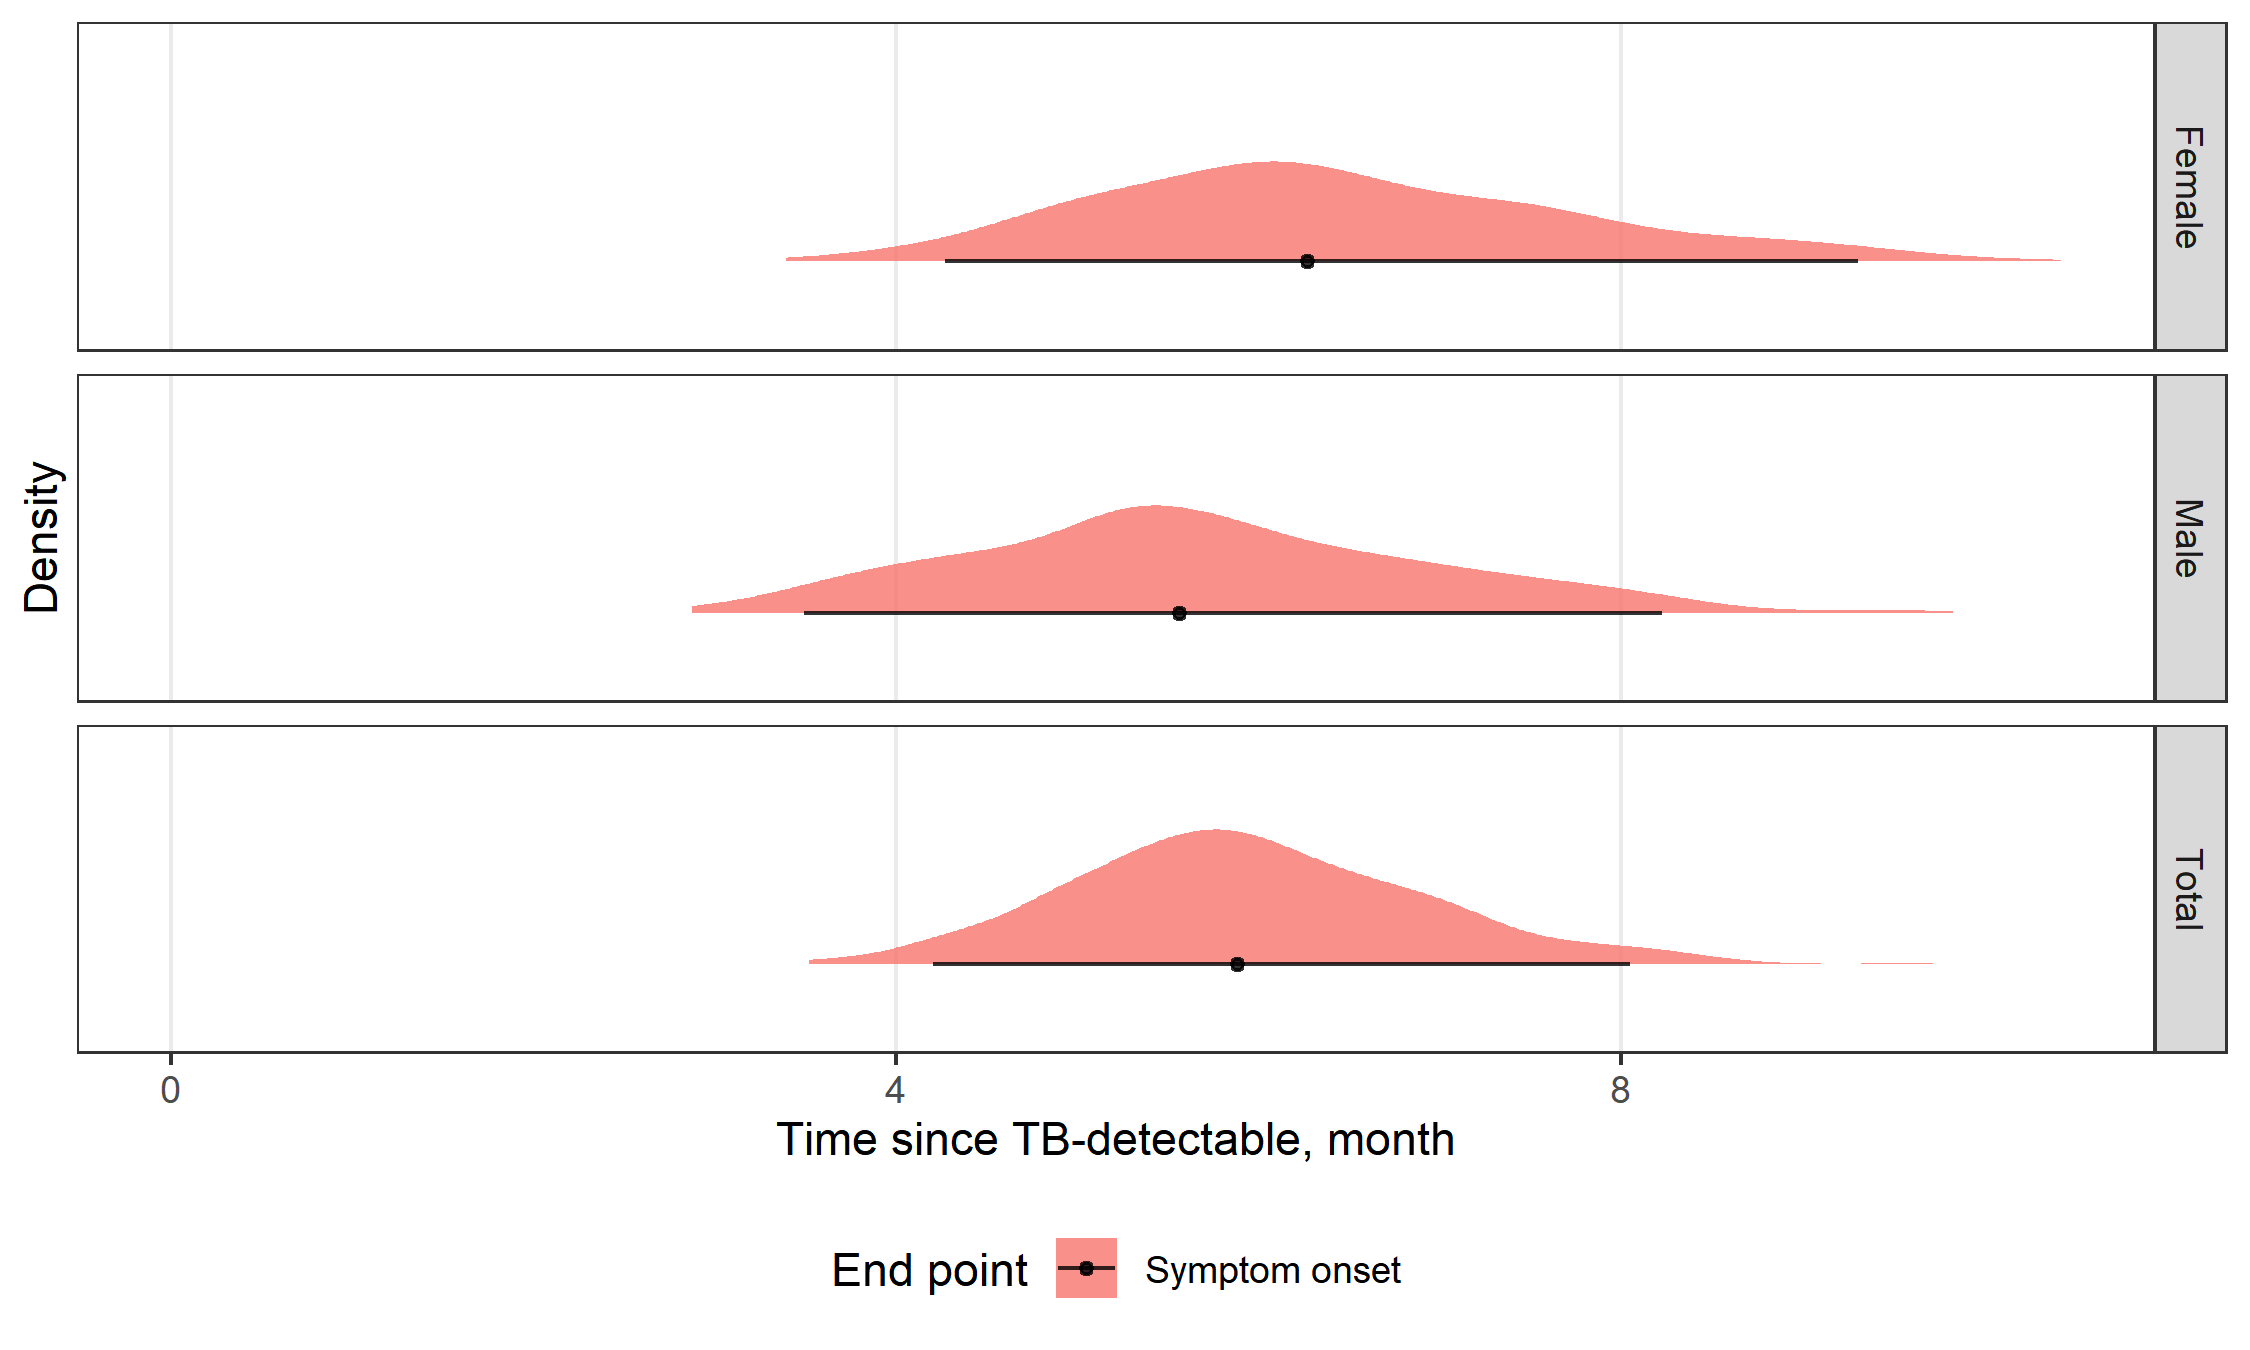 Female
Male
Total
Density
0 4 8
Time since TB-detectable, month
End point Symptom onset